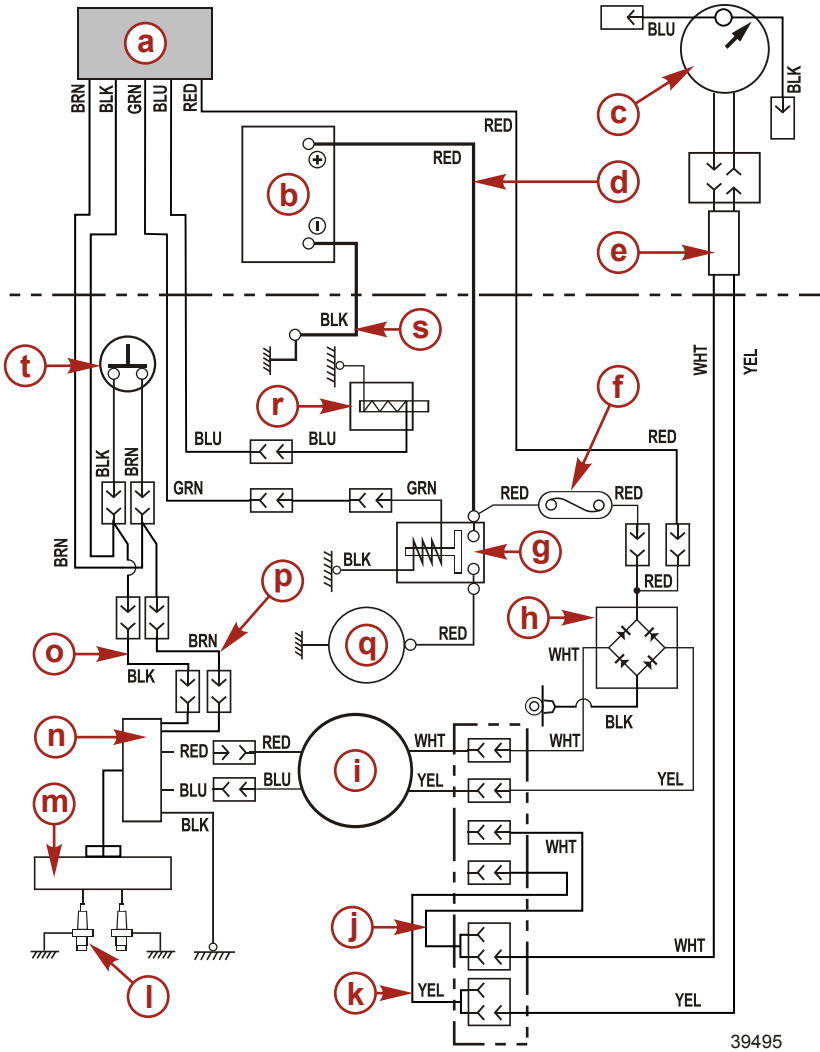 a
BRN
BLK
GRN
BLU
RED
BLU
BLK
c
RED
b
+
−
RED
d
e
BLK
s
t
WHT
YEL
r
f
BLU
BLU
RED
BLK
BRN
GRN
GRN
RED
RED
BRN
BLK
g
p
RED
h
q
RED
BRN
WHT
o
BLK
BLK
n
RED
RED
i
WHT
WHT
BLU
BLU
YEL
YEL
m
BLK
WHT
j
WHT
l
k
YEL
YEL
39495